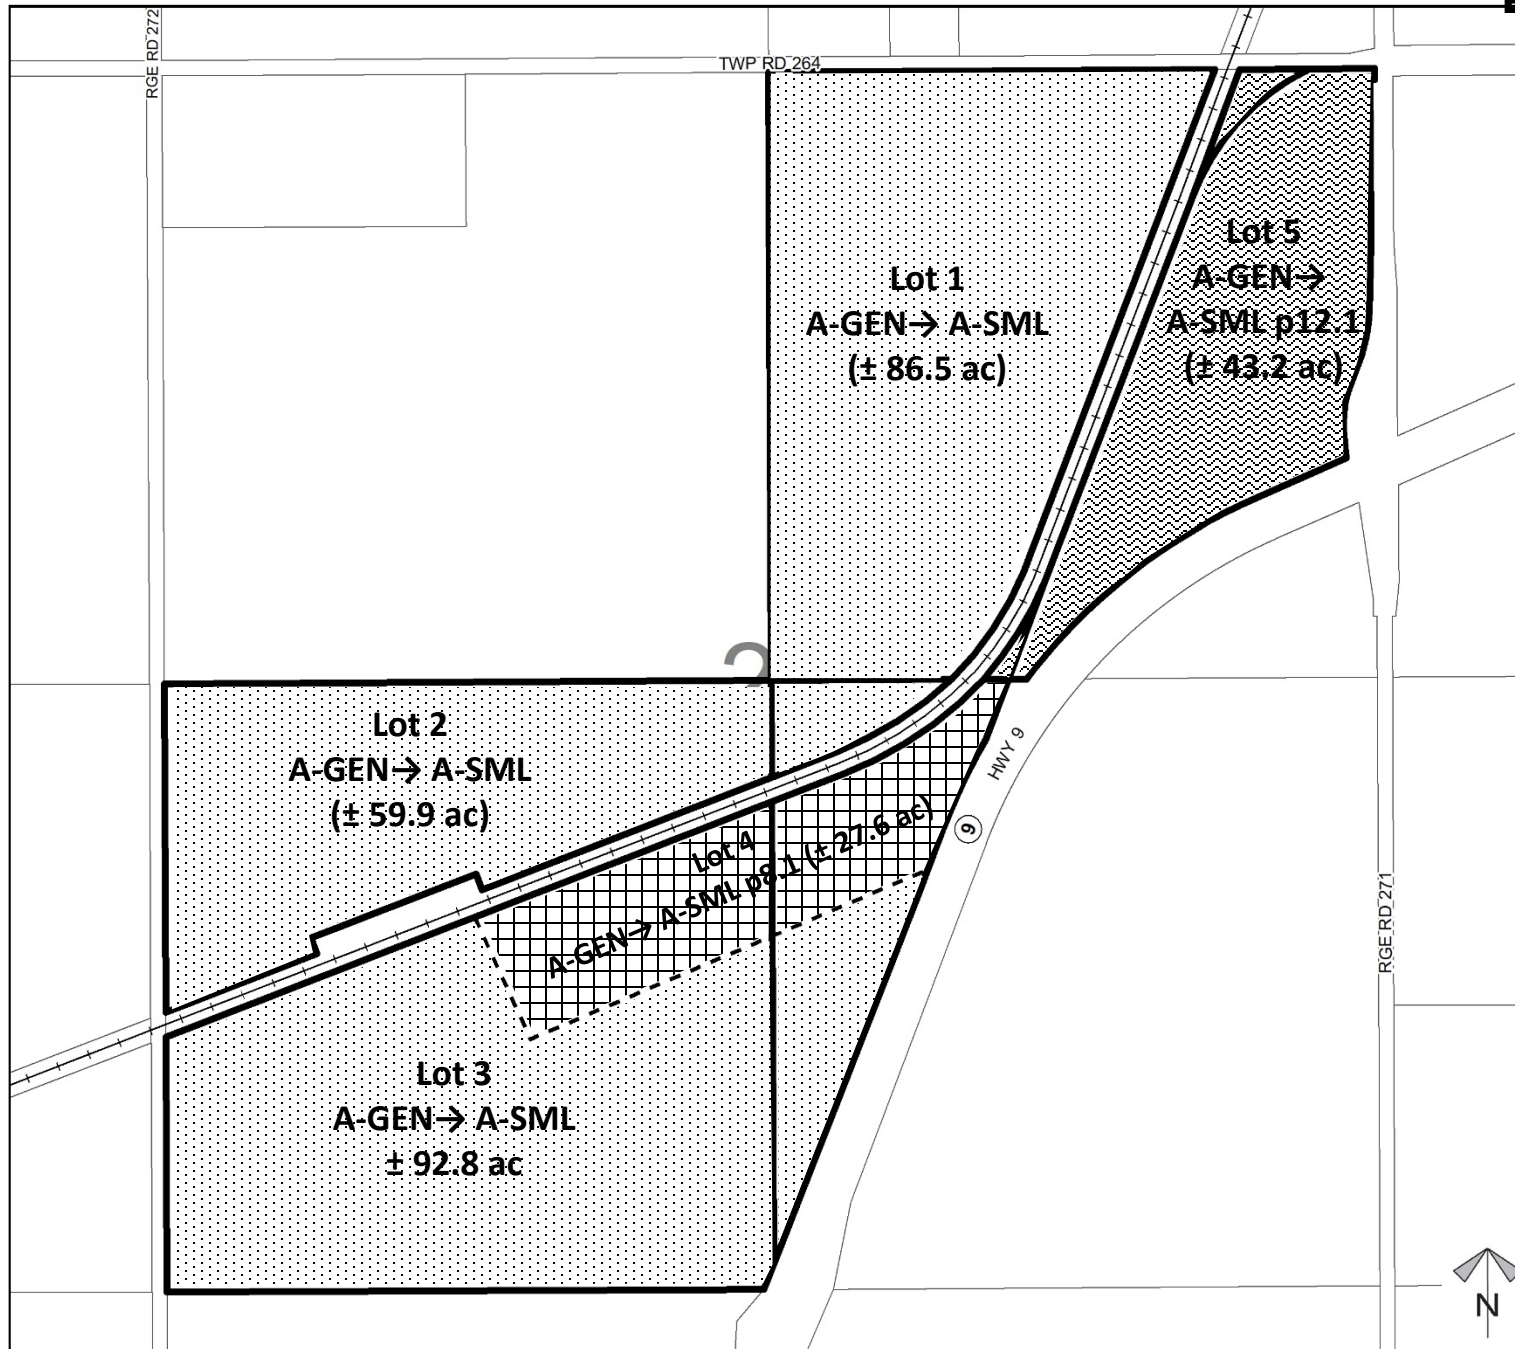 RGE RD 272
TWP RD 264
Lot 1
A-GEN→ A-SML
(± 86.5 ac)
Lot 5
A-GEN→
A-SML p12.1
(± 43.2 ac)
2
Lot 2
A-GEN→ A-SML
(± 59.9 ac)
HWY 9
9
Lot 4
A-GEN→ A-SML p8.1 (± 27.6 ac)
RGE RD 271
Lot 3
A-GEN→ A-SML
± 92.8 ac
N